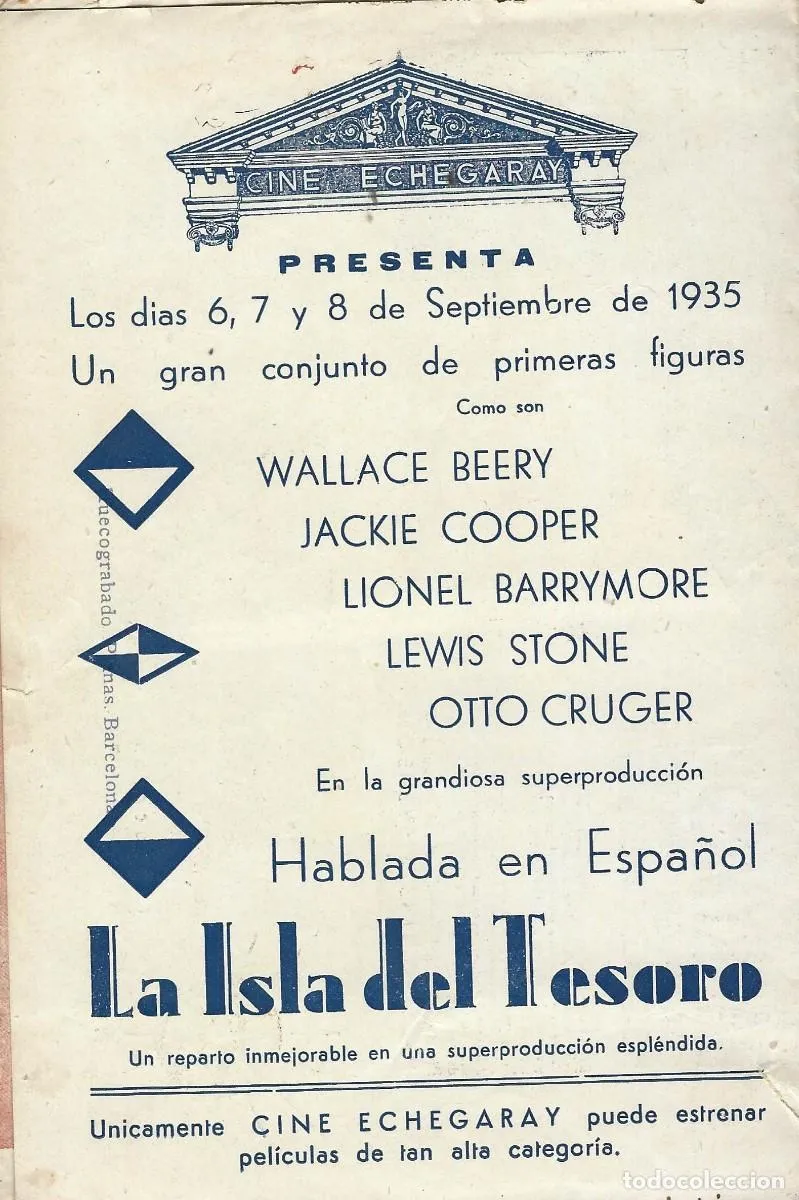 CINE ECHEGARAY
PRESENTA
Los dias 6, 7 y 8 de Septiembre de 1935
Un gran conjunto de primeras figuras
Como son
WALLACE BEERY
JACKIE COOPER
LIONEL BARRYMORE
LEWIS STONE
OTTO CRUGER
Barcelona
En la grandiosa superproducción
Hablada en Español
La Isla del Tesoro
Un reparto inmejorable en una superproducción espléndida.
Unicamente CINE ECHEGARAY puede estrenar
películas de tan alta categoría.
todocoleccion